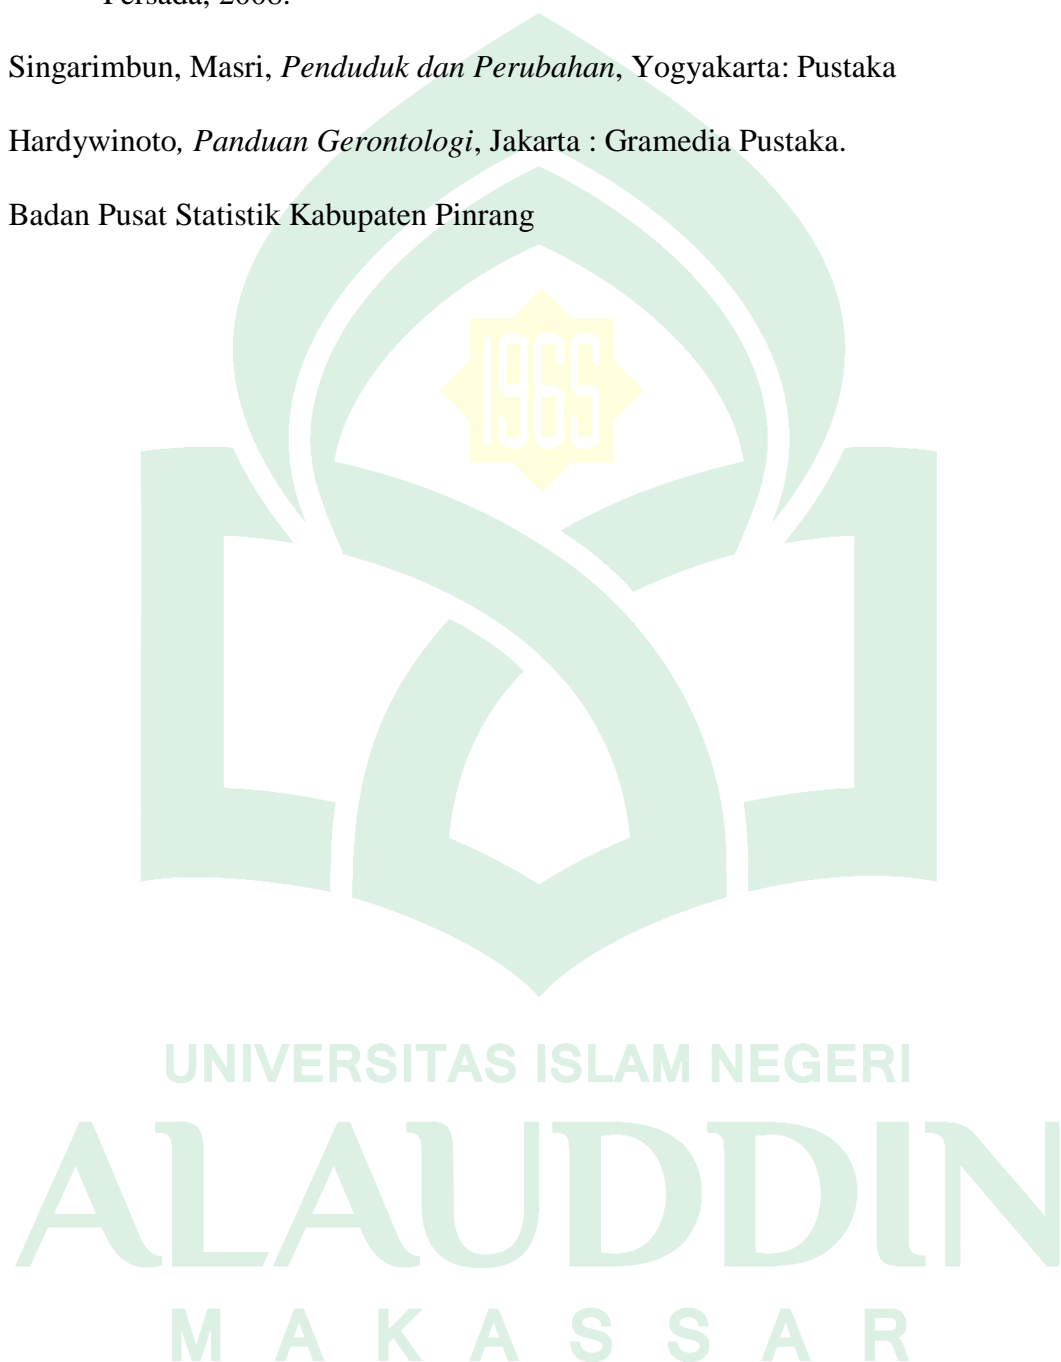 Persada, 2008.
Singarimbun, Masri, Penduduk dan Perubahan, Yogyakarta: Pustaka
Hardywinoto, Panduan Gerontologi, Jakarta : Gramedia Pustaka.
Badan Pusat Statistik Kabupaten Pinrang
1965
UNIVERSITAS ISLAM NEGERI
ALAUDDIN
MAKASSAR